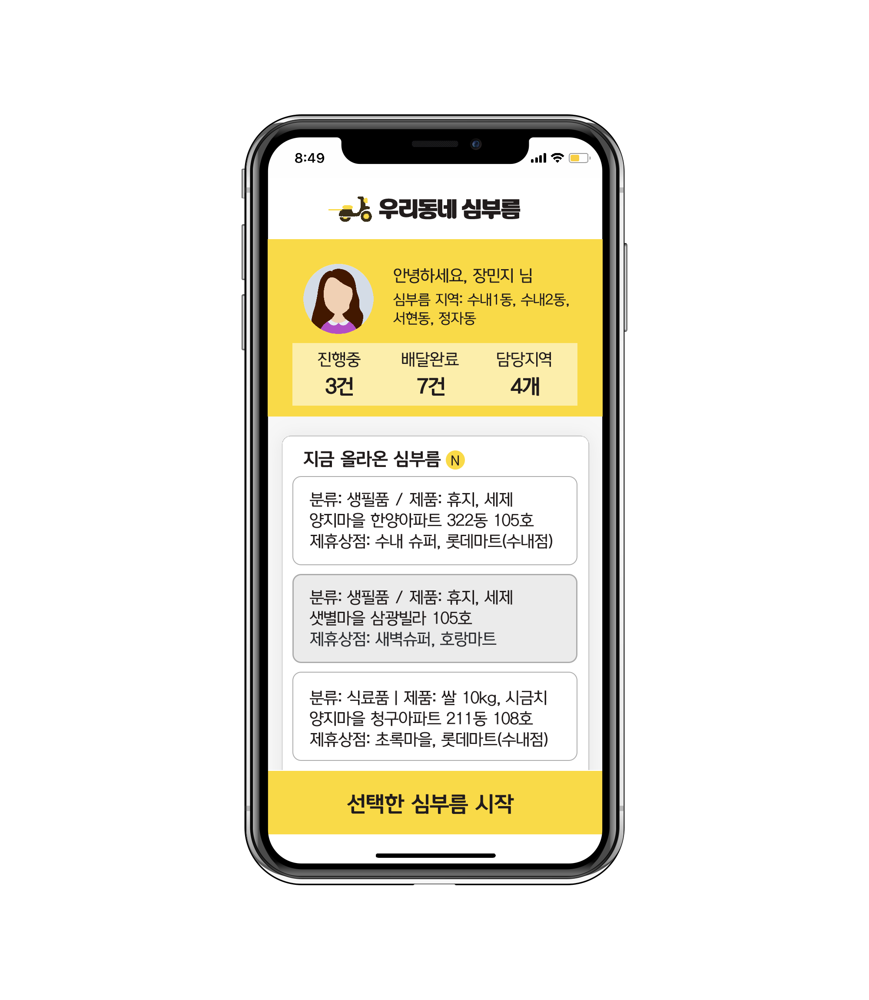 8:49
우리동네 심부름
안녕하세요, 장민지 님
심부름 지역: 수내1동, 수내2동,
서현동, 정자동
진행중 배달완료 담당지역
3건 7건 4개
지금 올라온 심부름 N
분류: 생필품 / 제품: 휴지, 세제
양지마을 한양아파트 322동 105호
제휴상점: 수내 슈퍼, 롯데마트(수내점)
분류: 생필품 / 제품: 휴지, 세제
샛별마을 삼광빌라 105호
제휴상점: 새벽슈퍼, 호랑마트
분류: 식료품 | 제품: 쌀 10kg, 시금치
양지마을 청구아파트 211동 108호
제휴상점: 초록마을, 롯데마트(수내점)
선택한 심부름 시작